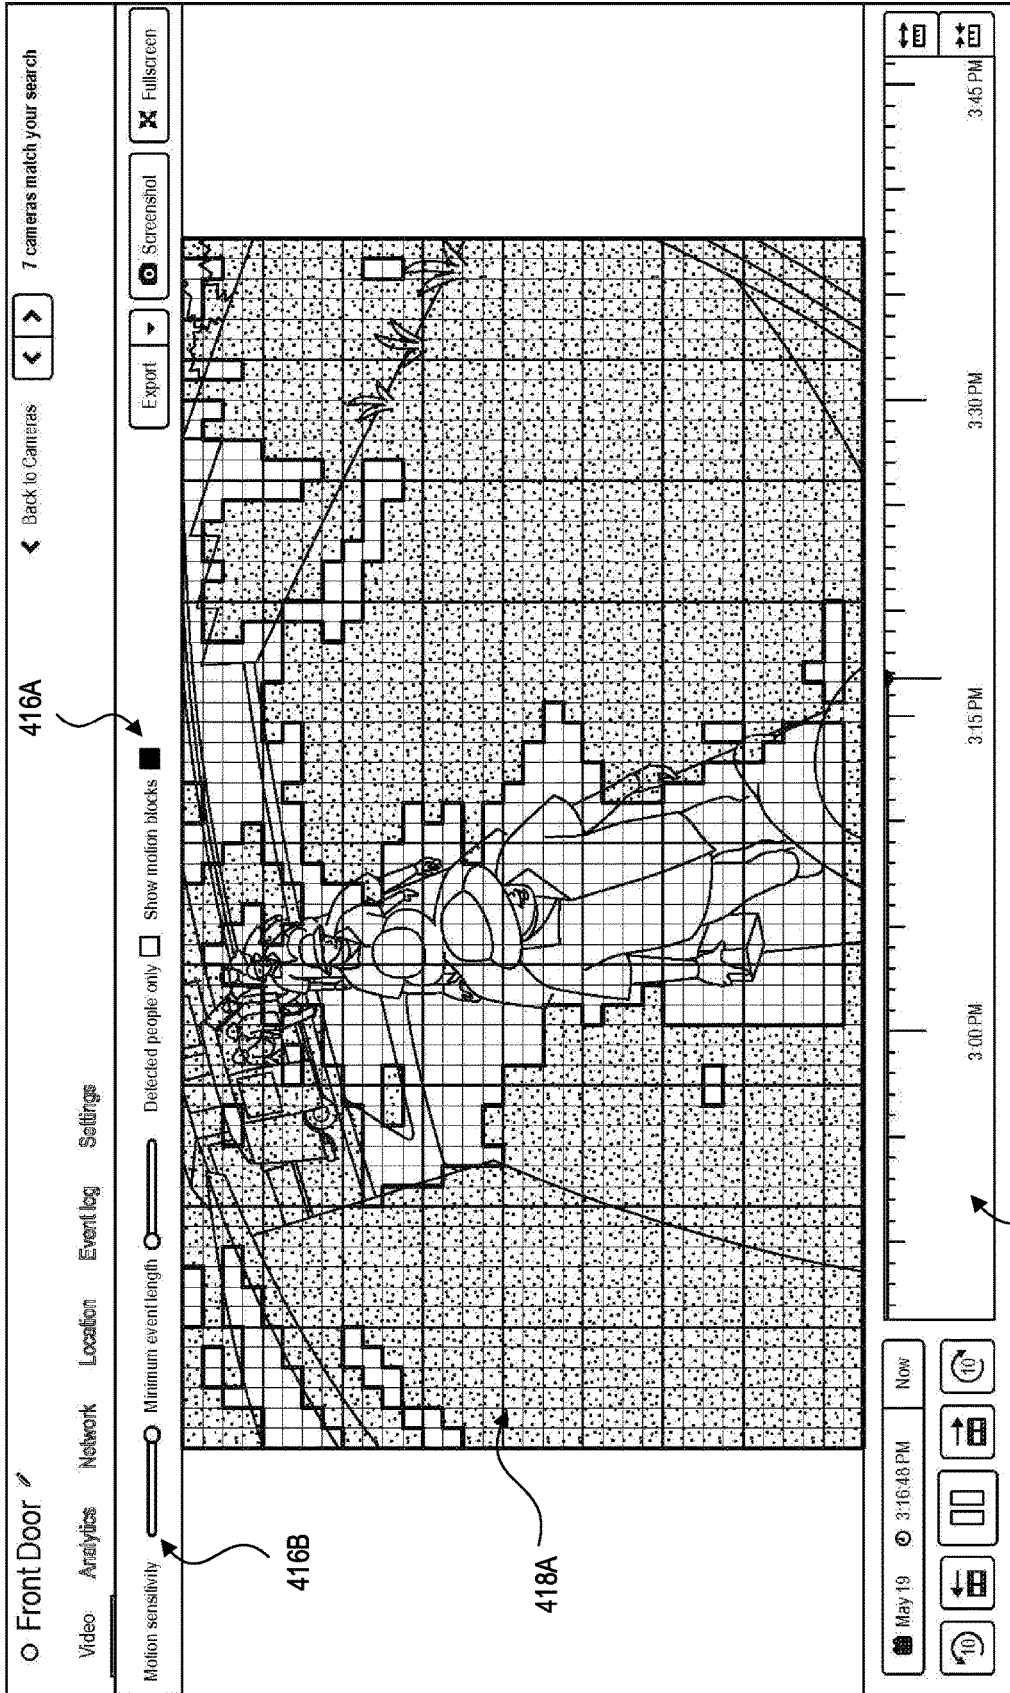 Front Door
Back to Cameras
7 cameras match your search
Video Analytics Network Location Event log Settings
416A
Motion sensitivity Minimum event length Detected people only Show motion blocks
Export Screenshot Fullscreen
416B
418A
May 19 3:16:48 PM Now
3:00 PM 3:15 PM 3:30 PM 3:45 PM
10 10